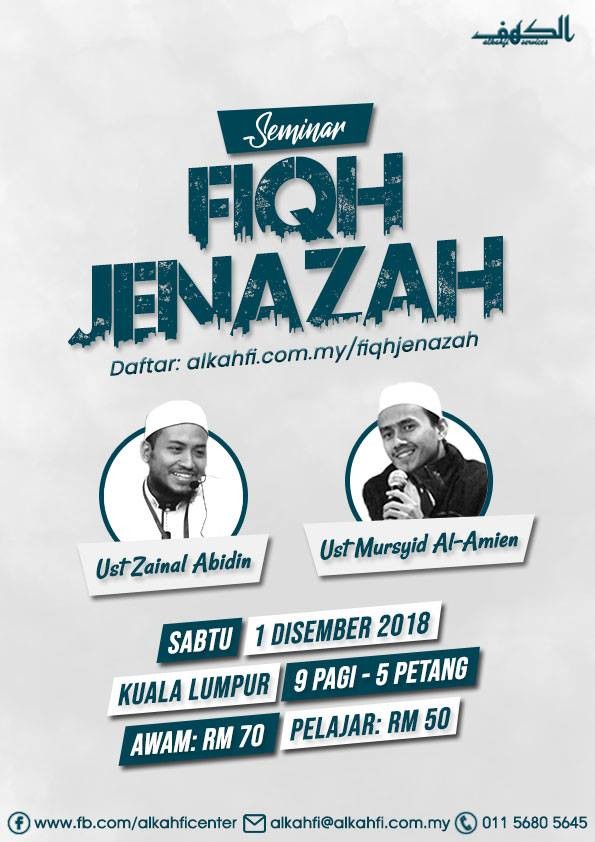 الكهف
alkahfi services
Seminar
FIQH
JENAZAH
Daftar: alkahfi.com.my/fiqhjenazah
Ust Zainal Abidin
Ust Mursyid Al-Amien
SABTU 1 DISEMBER 2018
KUALA LUMPUR 9 PAGI - 5 PETANG
AWAM: RM 70 PELAJAR: RM 50
www.fb.com/alkahficenter alkahfi@alkahfi.com.my 011 5680 5645